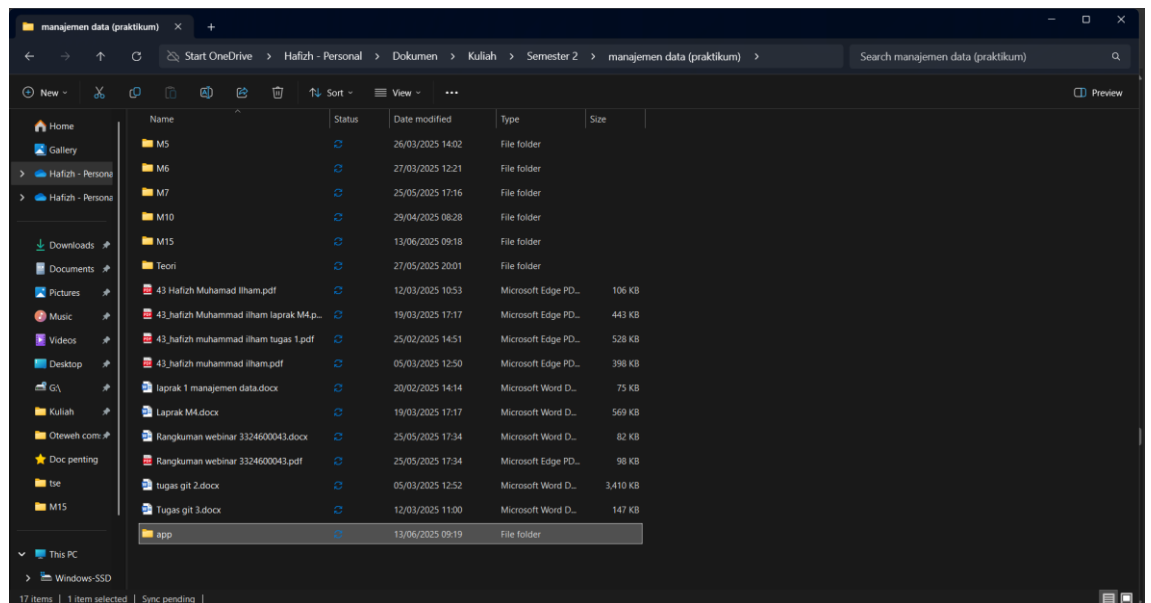 manajemen data (praktikum)
Start OneDrive > Hafizh - Personal > Dokumen > Kuliah > Semester 2 > manajemen data (praktikum) >
Search manajemen data (praktikum)
New Sort View ... Preview
Home
Gallery
Hafizh - Persona
Hafizh - Persona
Downloads
Documents
Pictures
Music
Videos
Desktop
G:\
Kuliah
Oteweh com:
Doc penting
tse
M15
This PC
Windows-SSD
Name Status Date modified Type Size
M5 26/03/2025 14:02 File folder
M6 27/03/2025 12:21 File folder
M7 25/05/2025 17:16 File folder
M10 29/04/2025 08:28 File folder
M15 13/06/2025 09:18 File folder
Teori 27/05/2025 20:01 File folder
43 Hafizh Muhamad Ilham.pdf 12/03/2025 10:53 Microsoft Edge PD... 106 KB
43_hafizh Muhammad ilham laprak M4.p... 19/03/2025 17:17 Microsoft Edge PD... 443 KB
43_hafizh muhammad ilham tugas 1.pdf 25/02/2025 14:51 Microsoft Edge PD... 528 KB
43_hafizh muhammad ilham.pdf 05/03/2025 12:50 Microsoft Edge PD... 398 KB
laprak 1 manajemen data.docx 20/02/2025 14:14 Microsoft Word D... 75 KB
Laprak M4.docx 19/03/2025 17:17 Microsoft Word D... 569 KB
Rangkuman webinar 3324600043.docx 25/05/2025 17:34 Microsoft Word D... 82 KB
Rangkuman webinar 3324600043.pdf 25/05/2025 17:34 Microsoft Edge PD... 98 KB
tugas git 2.docx 05/03/2025 12:52 Microsoft Word D... 3,410 KB
Tugas git 3.docx 12/03/2025 11:00 Microsoft Word D... 147 KB
app 13/06/2025 09:19 File folder
17 items | 1 item selected | Sync pending |